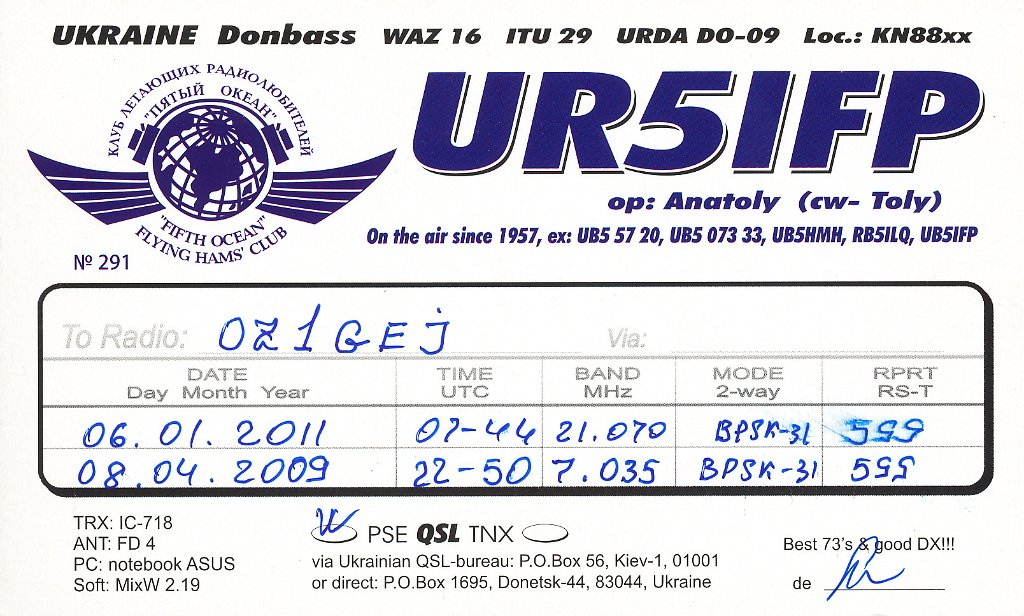 UKRAINE Donbass WAZ 16 ITU 29 URDA DO-09 Loc.: KN88xx
КЛУБ ЛЕТАЮЩИХ РАДИОЛЮБИТЕЛЕЙ
"ПЯТЫЙ ОКЕАН"
"FIFTH OCEAN"
FLYING HAMS' CLUB
№ 291
UR5IFP
op: Anatoly (cw- Toly)
On the air since 1957, ex: UB5 57 20, UB5 073 33, UB5HMH, RB5ILQ, UB5IFP
To Radio: OZ1GEJ Via:
DATE TIME BAND MODE RPRT
Day Month Year UTC MHz 2-way RS-T
06.01.2011 07-44 21.070 BPSK-31 599
08.04.2009 22-50 7.035 BPSK-31 599
TRX: IC-718
ANT: FD 4
PC: notebook ASUS
Soft: MixW 2.19
PSE QSL TNX
via Ukrainian QSL-bureau: P.O.Box 56, Kiev-1, 01001
or direct: P.O.Box 1695, Donetsk-44, 83044, Ukraine
Best 73's & good DX!!!
de